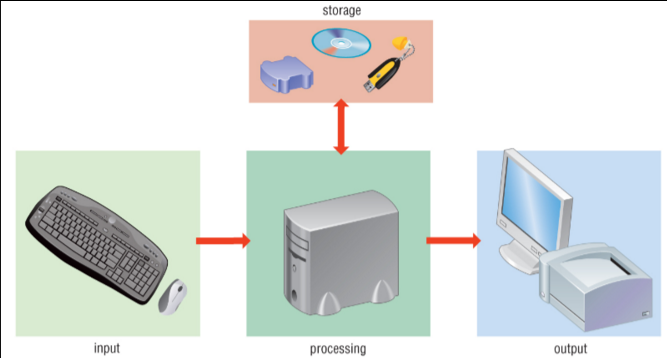 storage
input
processing
output